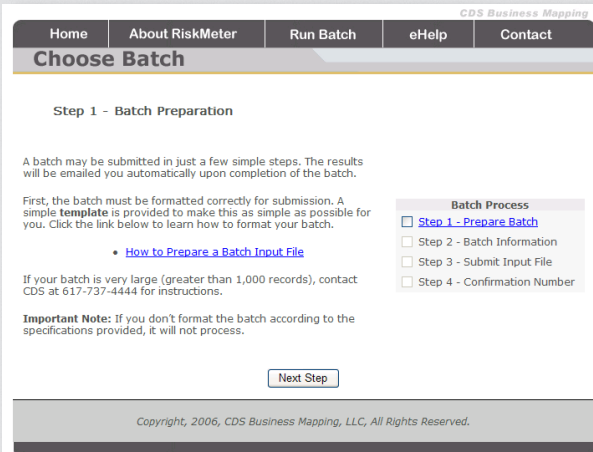 CDS Business Mapping
Home About RiskMeter Run Batch eHelp Contact
Choose Batch
Step 1 - Batch Preparation
A batch may be submitted in just a few simple steps. The results
will be emailed you automatically upon completion of the batch.
First, the batch must be formatted correctly for submission. A
simple template is provided to make this as simple as possible for
you. Click the link below to learn how to format your batch.
• How to Prepare a Batch Input File
If your batch is very large (greater than 1,000 records), contact
CDS at 617-737-4444 for instructions.
Important Note: If you don't format the batch according to the
specifications provided, it will not process.
Batch Process
Step 1 - Prepare Batch
Step 2 - Batch Information
Step 3 - Submit Input File
Step 4 - Confirmation Number
Next Step
Copyright, 2006, CDS Business Mapping, LLC, All Rights Reserved.